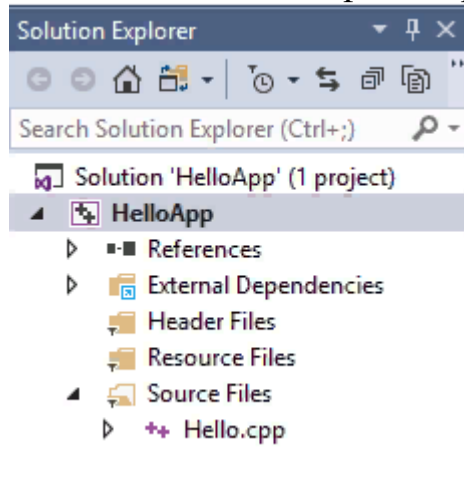 Solution Explorer
Search Solution Explorer (Ctrl+;)
Solution 'HelloApp' (1 project)
HelloApp
References
External Dependencies
Header Files
Resource Files
Source Files
Hello.cpp